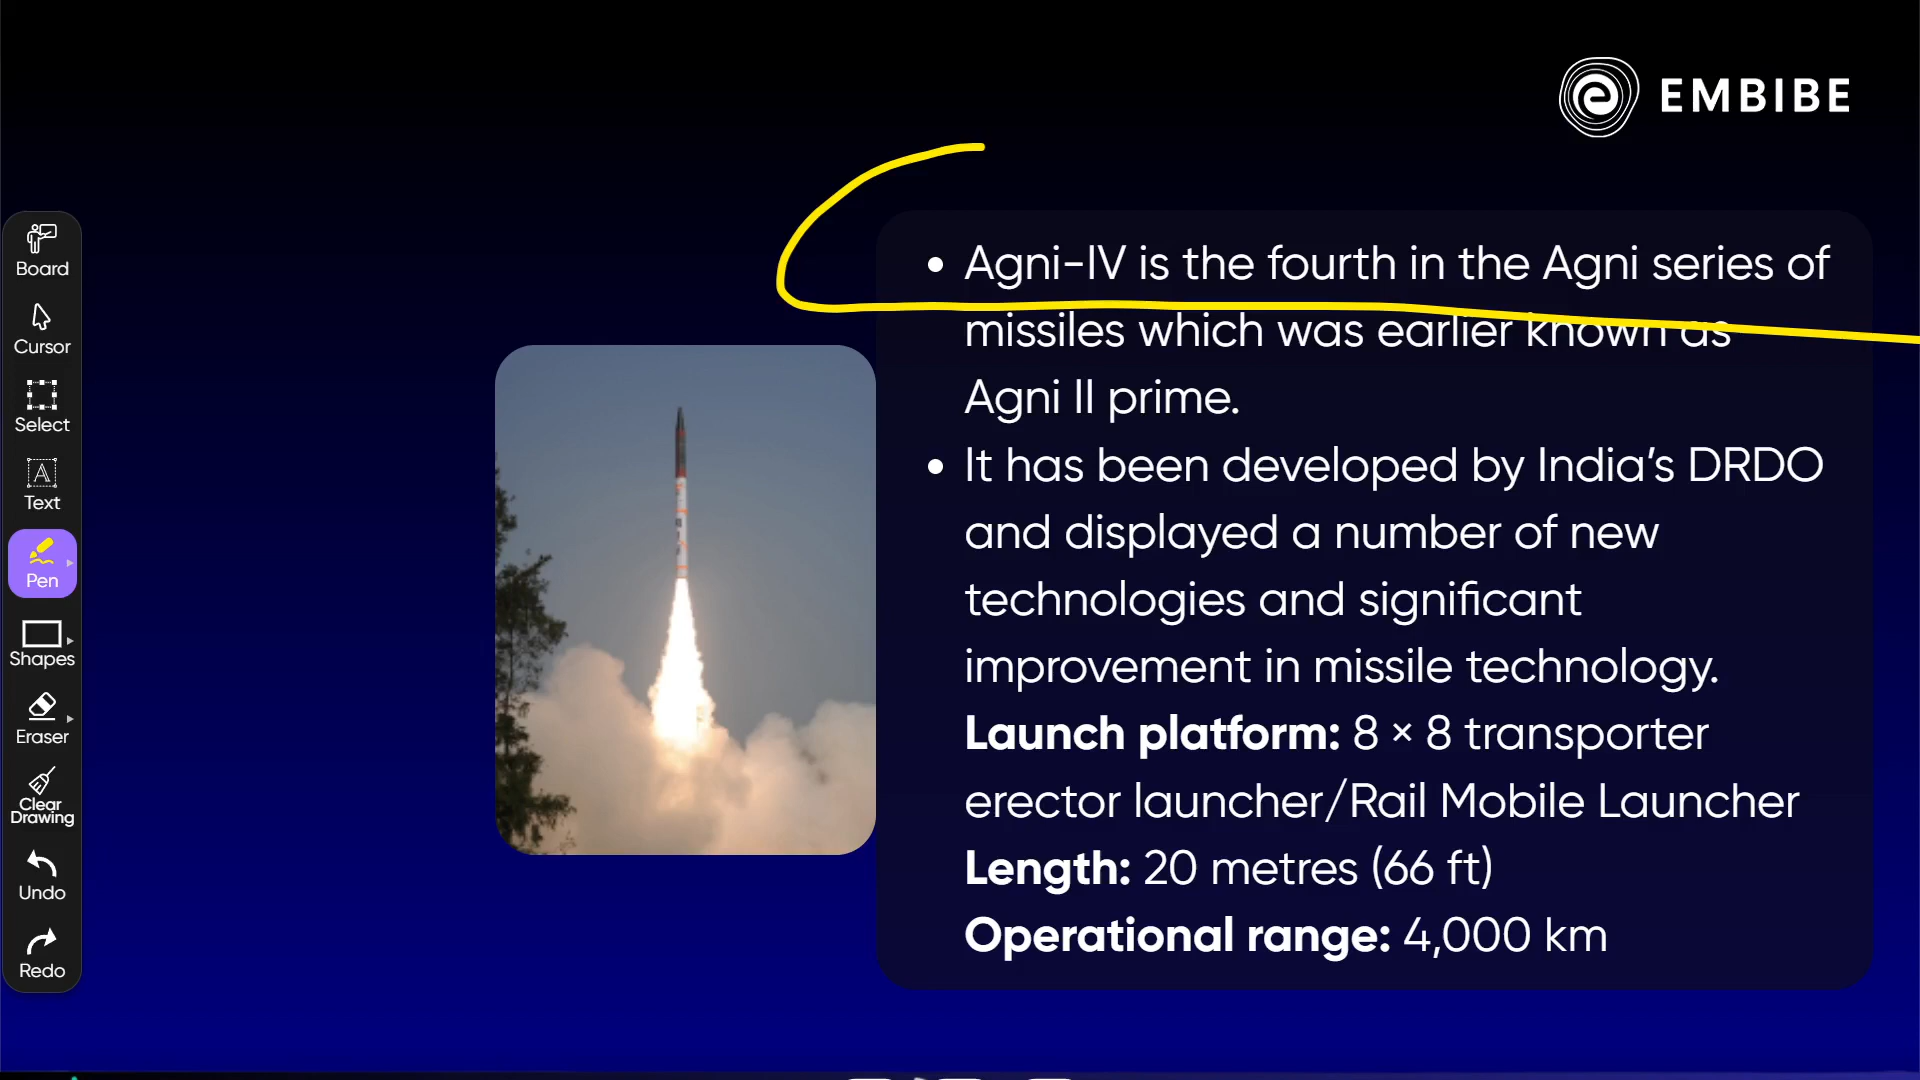 EMBIBE
Board
Cursor
Select
Text
Pen
Shapes
Eraser
Clear
Drawing
Undo
Redo
• Agni-IV is the fourth in the Agni series of
missiles which was earlier known as
Agni II prime.
• It has been developed by India’s DRDO
and displayed a number of new
technologies and significant
improvement in missile technology.
Launch platform: 8 × 8 transporter
erector launcher/Rail Mobile Launcher
Length: 20 metres (66 ft)
Operational range: 4,000 km